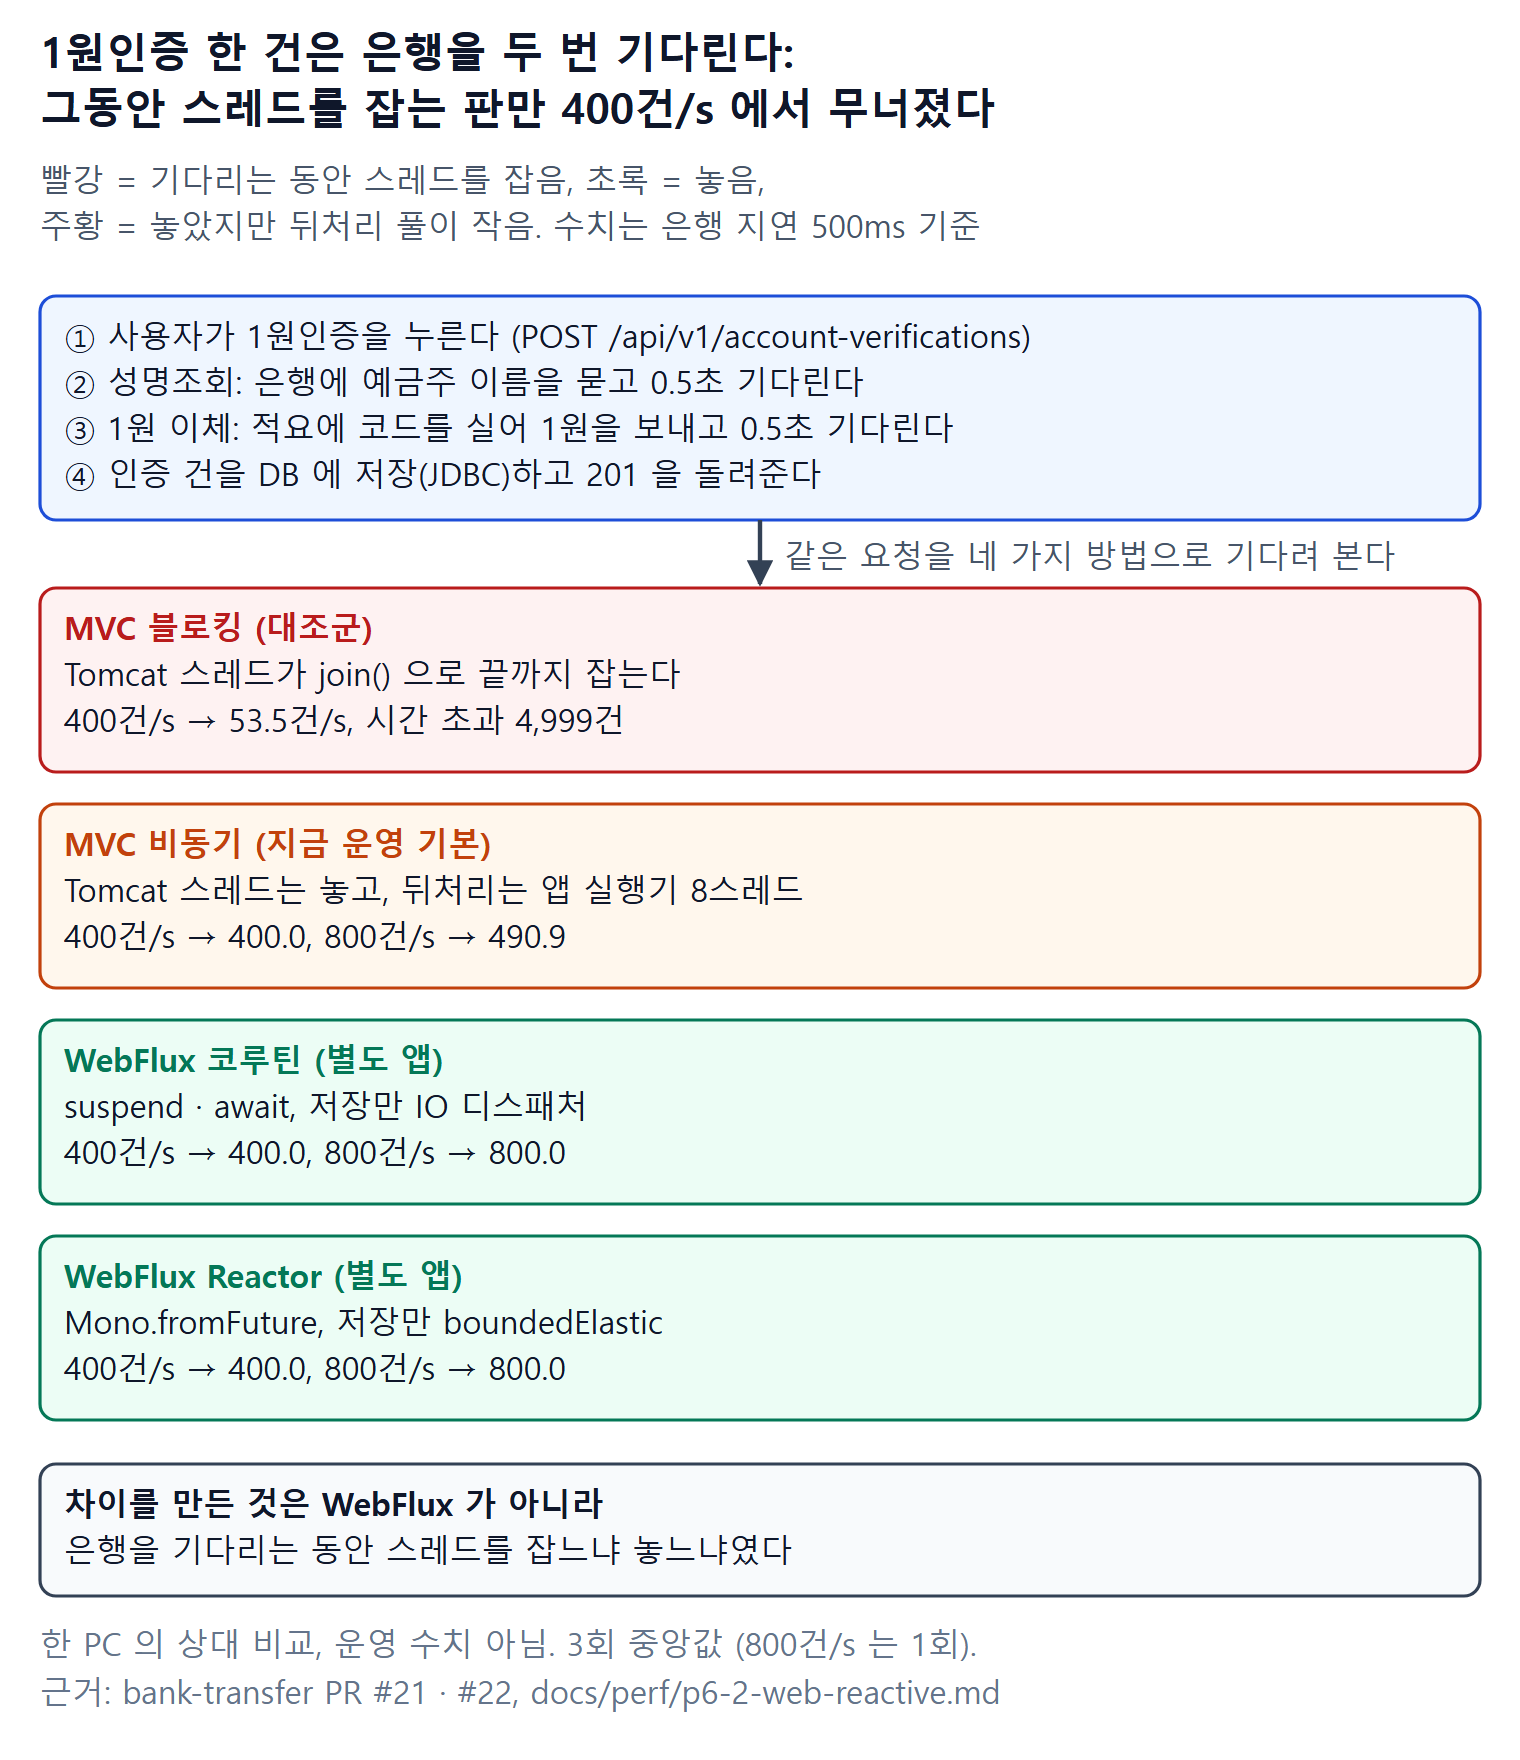 1원인증 한 건은 은행을 두 번 기다린다:
그동안 스레드를 잡는 판만 400건/s 에서 무너졌다
빨강 = 기다리는 동안 스레드를 잡음, 초록 = 놓음,
주황 = 놓았지만 뒤처리 풀이 작음. 수치는 은행 지연 500ms 기준
① 사용자가 1원인증을 누른다 (POST /api/v1/account-verifications)
② 성명조회: 은행에 예금주 이름을 묻고 0.5초 기다린다
③ 1원 이체: 적요에 코드를 실어 1원을 보내고 0.5초 기다린다
④ 인증 건을 DB 에 저장(JDBC)하고 201 을 돌려준다
같은 요청을 네 가지 방법으로 기다려 본다
MVC 블로킹 (대조군)
Tomcat 스레드가 join() 으로 끝까지 잡는다
400건/s → 53.5건/s, 시간 초과 4,999건
MVC 비동기 (지금 운영 기본)
Tomcat 스레드는 놓고, 뒤처리는 앱 실행기 8스레드
400건/s → 400.0, 800건/s → 490.9
WebFlux 코루틴 (별도 앱)
suspend · await, 저장만 IO 디스패처
400건/s → 400.0, 800건/s → 800.0
WebFlux Reactor (별도 앱)
Mono.fromFuture, 저장만 boundedElastic
400건/s → 400.0, 800건/s → 800.0
차이를 만든 것은 WebFlux 가 아니라
은행을 기다리는 동안 스레드를 잡느냐 놓느냐였다
한 PC 의 상대 비교, 운영 수치 아님. 3회 중앙값 (800건/s 는 1회).
근거: bank-transfer PR #21 · #22, docs/perf/p6-2-web-reactive.md